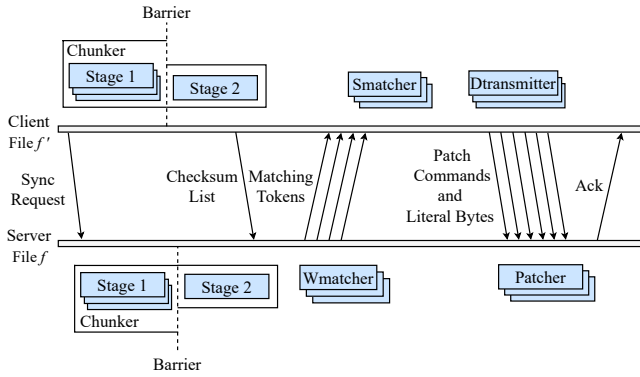 Barrier
Chunker
Stage 1
Stage 2
Smatcher
Dtransmitter
Client
File f′
Sync
Request
Checksum
List
Matching
Tokens
Patch
Commands
and
Literal Bytes
Ack
Server
File f
Stage 1
Stage 2
Chunker
Wmatcher
Patcher
Barrier